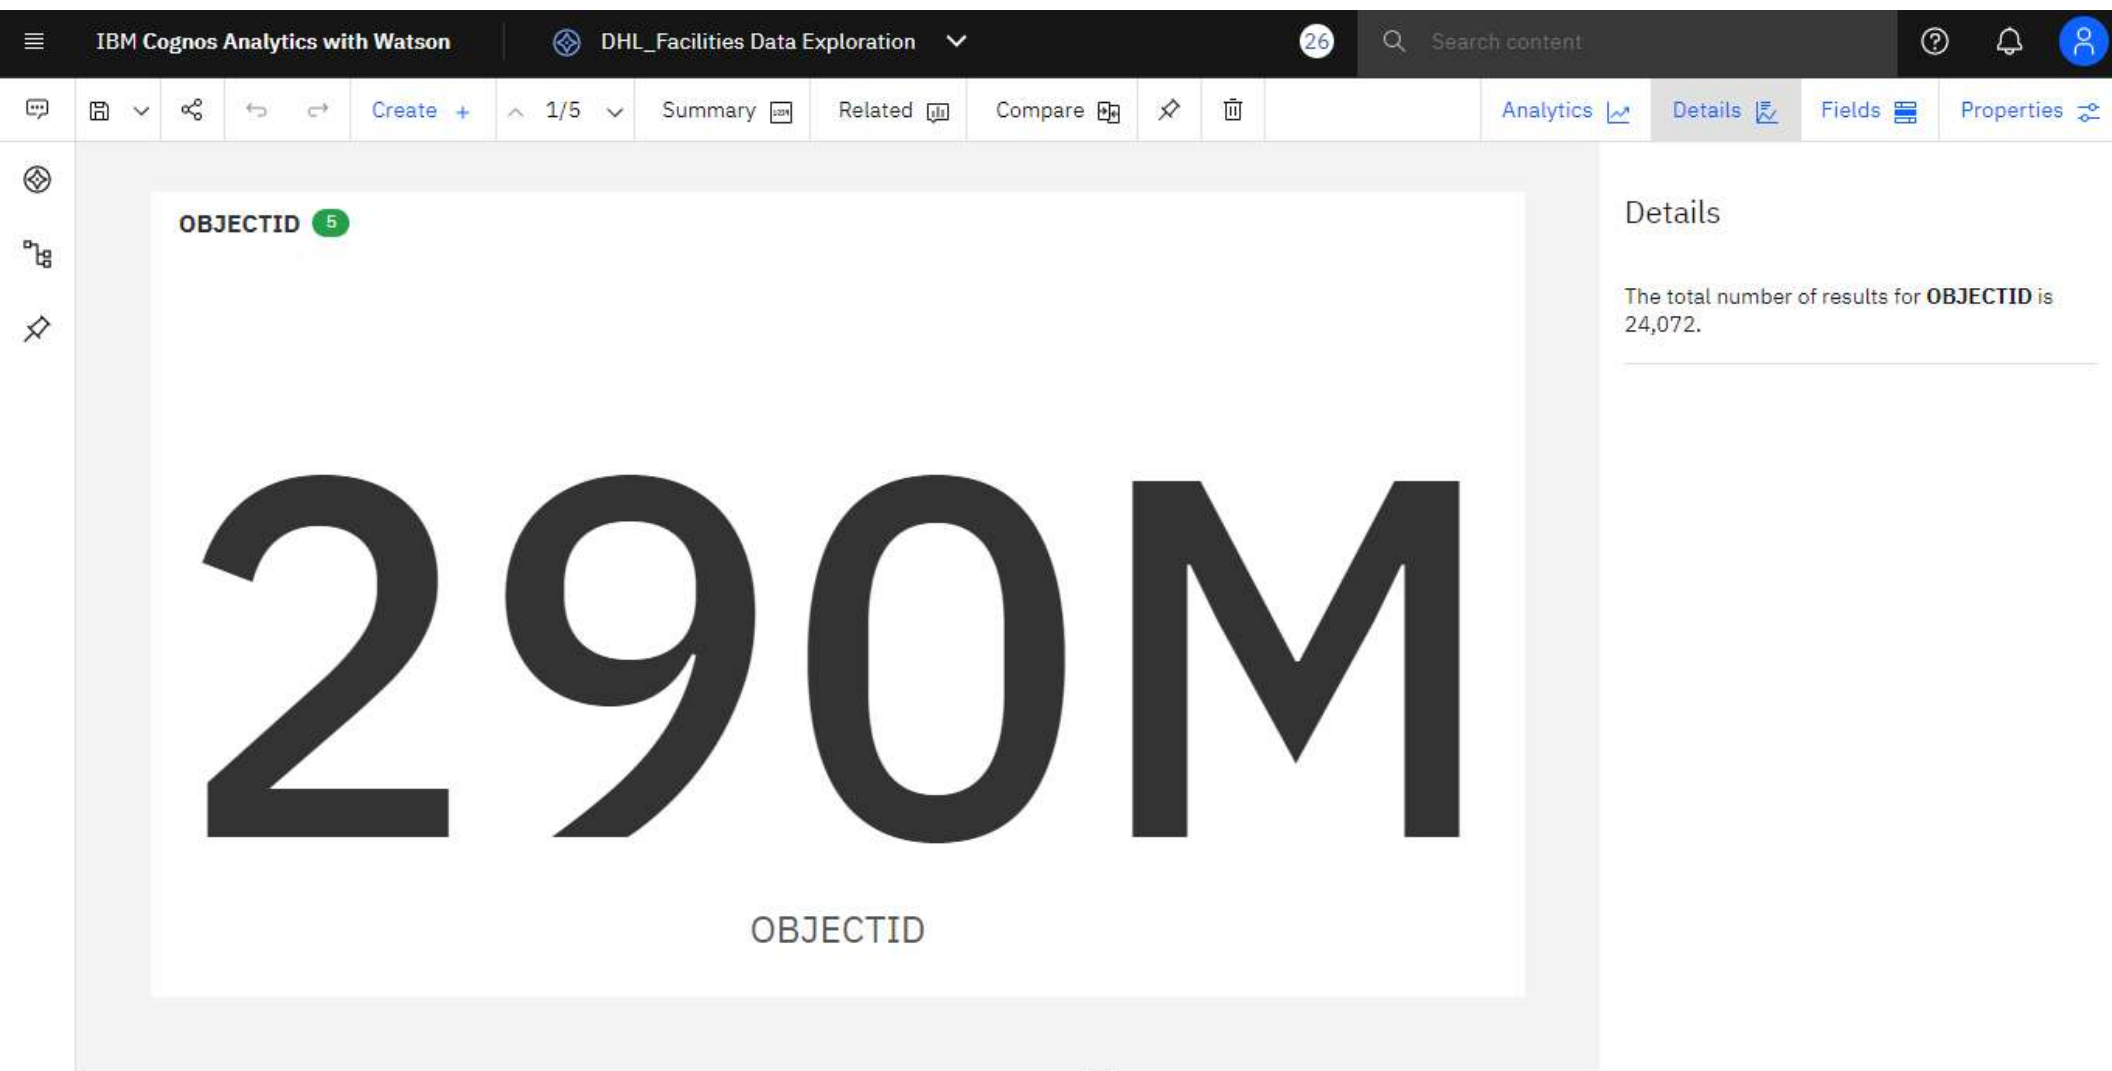 IBM Cognos Analytics with Watson
DHL_Facilities Data Exploration
26
Search content
Create +
1/5
Summary
Related
Compare
Analytics
Details
Fields
Properties
OBJECTID 5
290M
OBJECTID
Details
The total number of results for OBJECTID is
24,072.